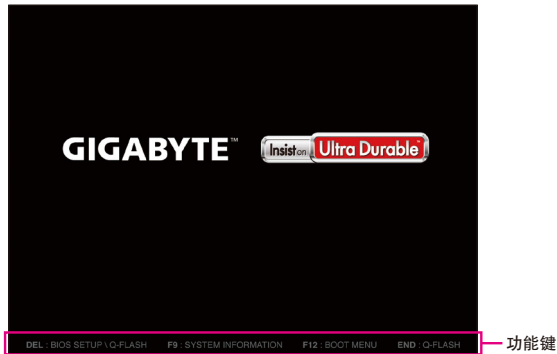 GIGABYTE™
Insist on Ultra Durable™
DEL : BIOS SETUP \ Q-FLASH F9 : SYSTEM INFORMATION F12 : BOOT MENU END : Q-FLASH
功能键